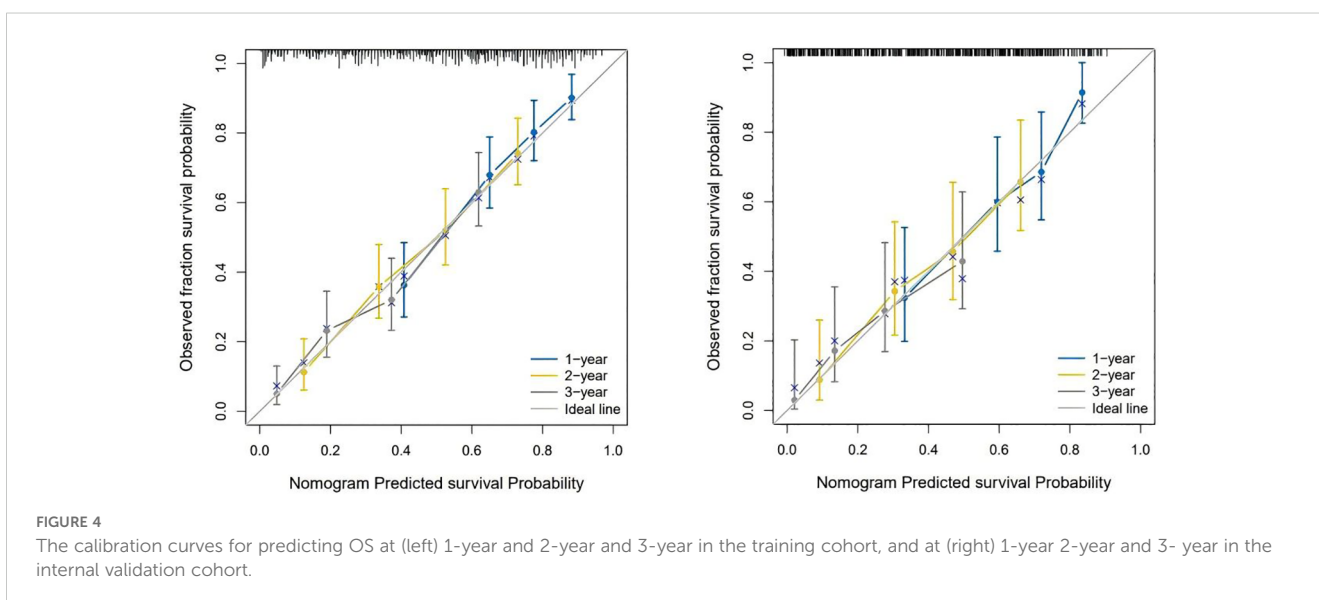 Observed fraction survival probability
1.0
0.8
0.6
0.4
0.2
0.0
1-year
2-year
3-year
Ideal line
0.0 0.2 0.4 0.6 0.8 1.0
Nomogram Predicted survival Probability
Observed fraction survival probability
1.0
0.8
0.6
0.4
0.2
0.0
1-year
2-year
3-year
Ideal line
0.0 0.2 0.4 0.6 0.8 1.0
Nomogram Predicted survival Probability
FIGURE 4
The calibration curves for predicting OS at (left) 1-year and 2-year and 3-year in the training cohort, and at (right) 1-year 2-year and 3- year in the
internal validation cohort.